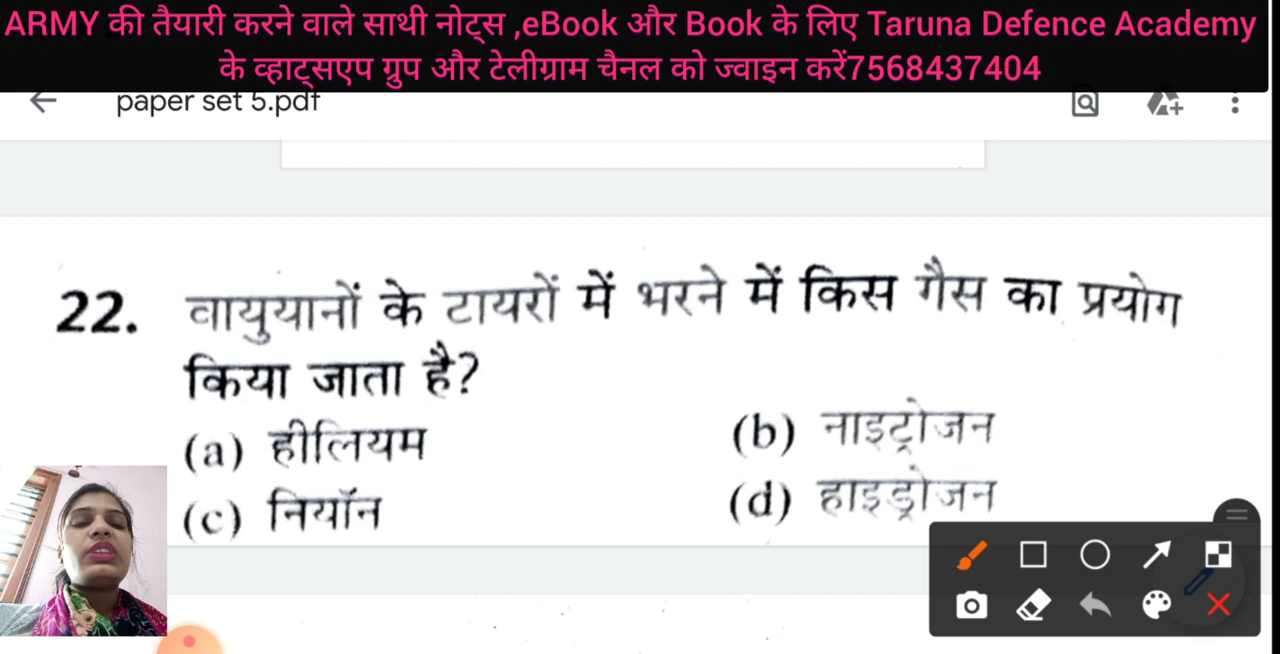 ARMY की तैयारी करने वाले साथी नोट्स ,eBook और Book के लिए Taruna Defence Academy
के व्हाट्सएप ग्रुप और टेलीग्राम चैनल को ज्वाइन करें7568437404
paper set 5.pdf
22. वायुयानों के टायरों में भरने में किस गैस का प्रयोग
किया जाता है?
(a) हीलियम (b) नाइट्रोजन
(c) नियॉन (d) हाइड्रोजन